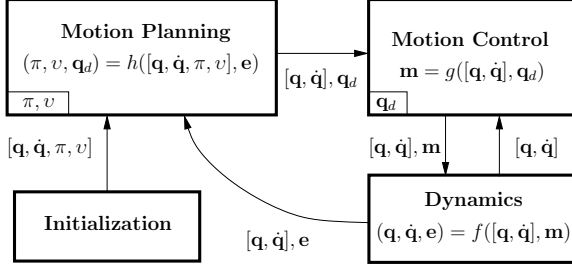 Motion Planning
(π, υ, q_d) = h([q, q̇, π, υ], e)
π, υ
[q, q̇], q_d
Motion Control
m = g([q, q̇], q_d)
q_d
[q, q̇, π, υ]
[q, q̇], m
[q, q̇]
Initialization
[q, q̇], e
Dynamics
(q, q̇, e) = f([q, q̇], m)